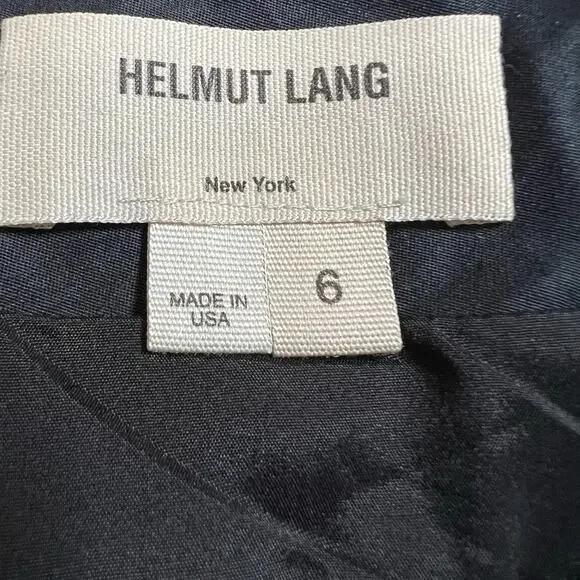 HELMUT LANG
New York
MADE IN
USA
6